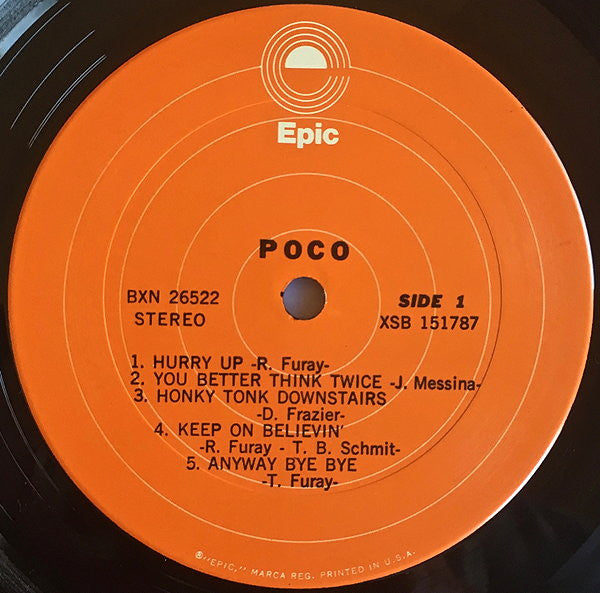 Epic
POCO
BXN 26522
STEREO
SIDE 1
XSB 151787
1. HURRY UP -R. Furay-
2. YOU BETTER THINK TWICE -J. Messina-
3. HONKY TONK DOWNSTAIRS
-D. Frazier-
4. KEEP ON BELIEVIN'
-R. Furay - T. B. Schmit-
5. ANYWAY BYE BYE
-T. Furay-
®"EPIC," MARCA REG. PRINTED IN U.S.A.